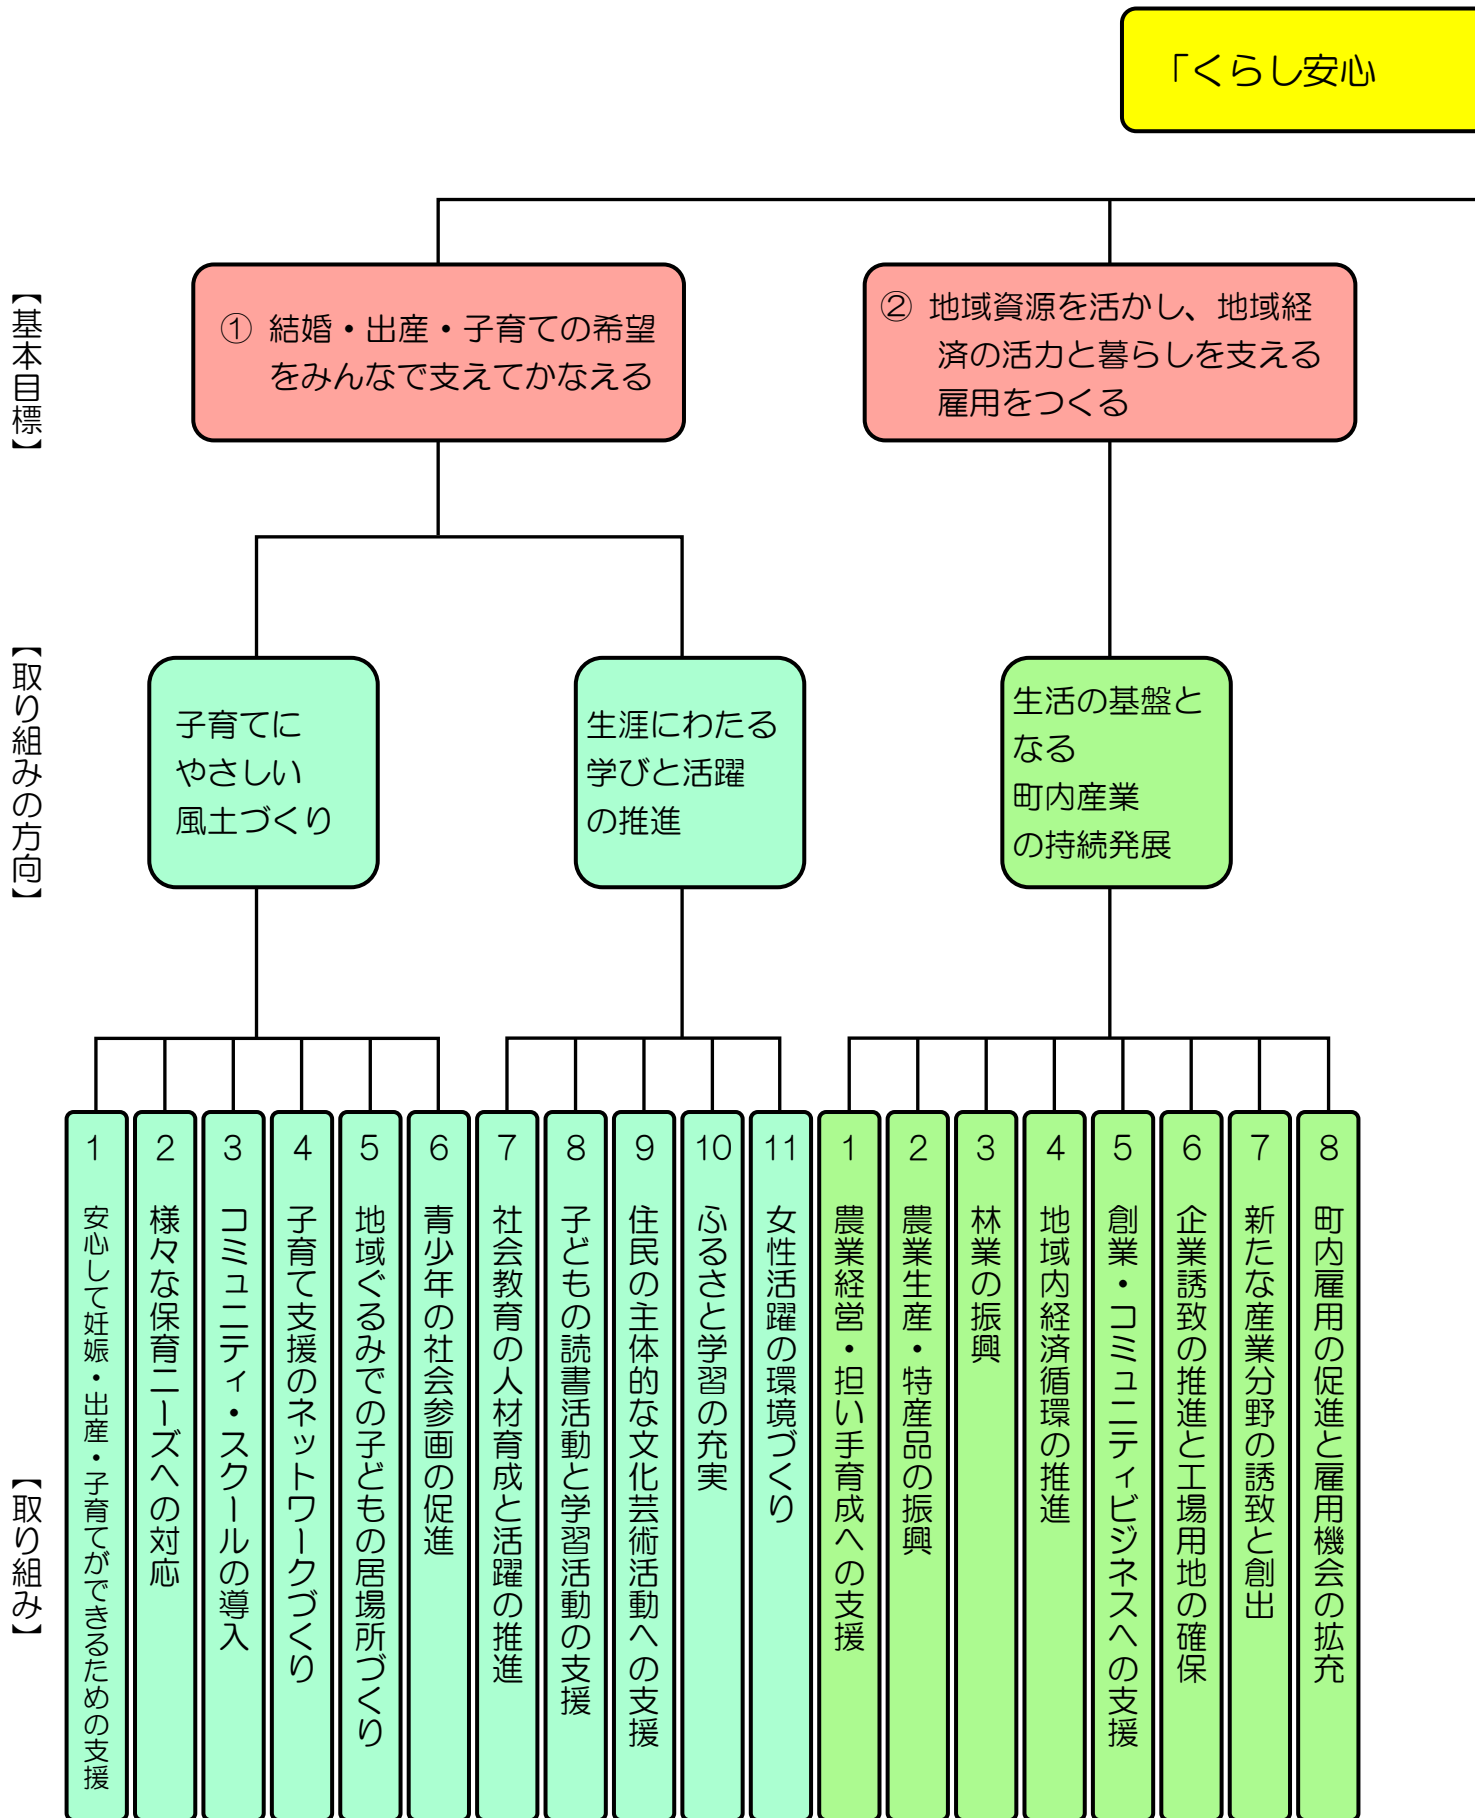 「くらし安心
【基本目標】
① 結婚・出産・子育ての希望
をみんなで支えてかなえる
② 地域資源を活かし、地域経
済の活力と暮らしを支える
雇用をつくる
【取り組みの方向】
子育てに
やさしい
風土づくり
生涯にわたる
学びと活躍
の推進
生活の基盤と
なる
町内産業
の持続発展
【取り組み】
1 安心して妊娠・出産・子育てができるための支援
2 様々な保育ニーズへの対応
3 コミュニティ・スクールの導入
4 子育て支援のネットワークづくり
5 地域ぐるみでの子どもの居場所づくり
6 青少年の社会参画の促進
7 社会教育の人材育成と活躍の推進
8 子どもの読書活動と学習活動の支援
9 住民の主体的な文化芸術活動への支援
10 ふるさと学習の充実
11 女性活躍の環境づくり
1 農業経営・担い手育成への支援
2 農業生産・特産品の振興
3 林業の振興
4 地域内経済循環の推進
5 創業・コミュニティビジネスへの支援
6 企業誘致の推進と工場用地の確保
7 新たな産業分野の誘致と創出
8 町内雇用の促進と雇用機会の拡充